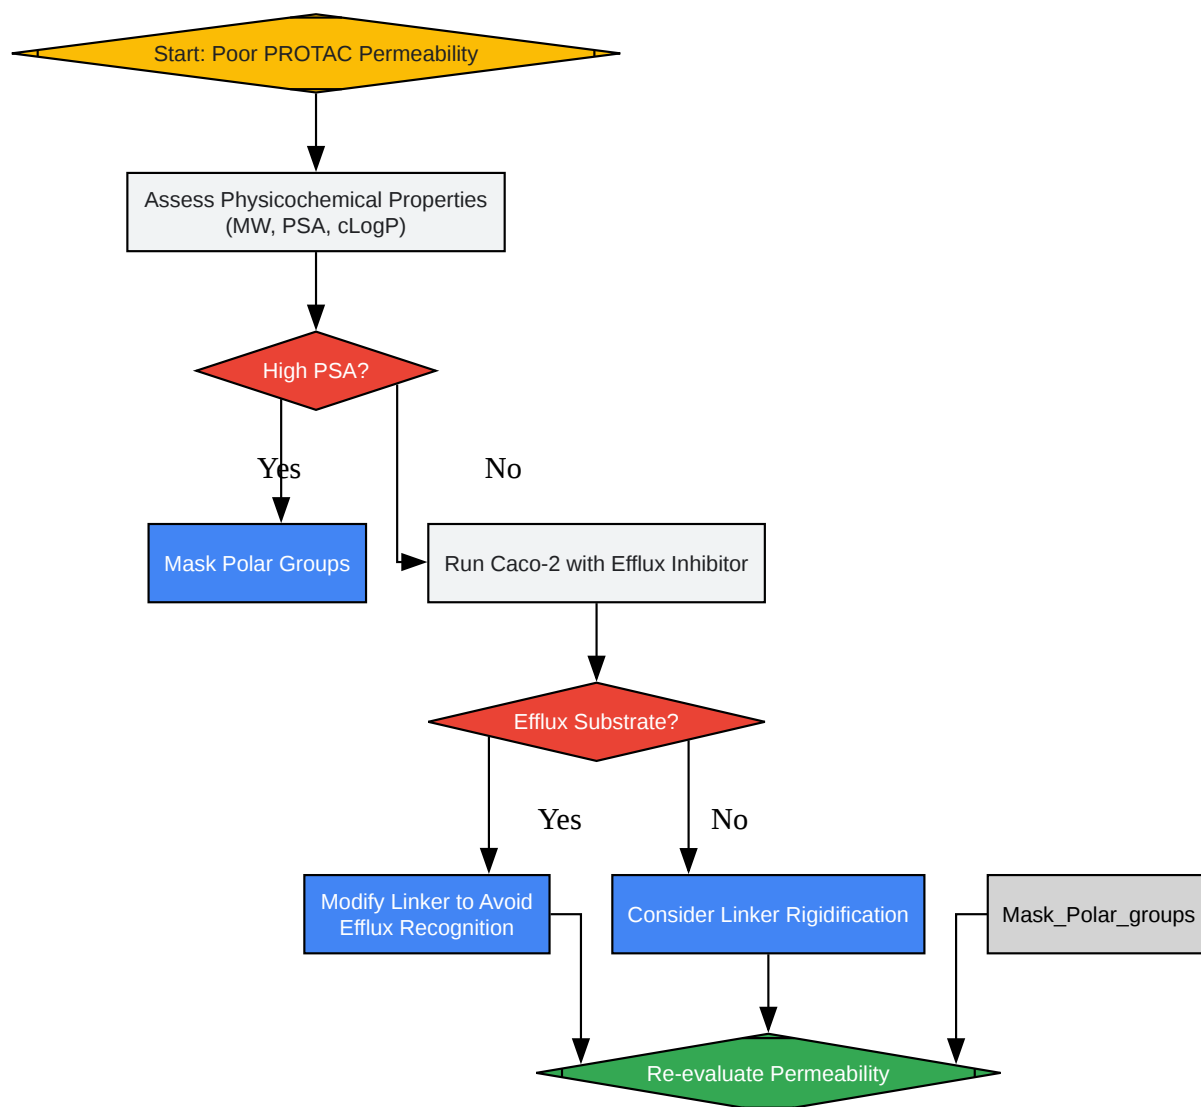 Start: Poor PROTAC Permeability
Assess Physicochemical Properties
(MW, PSA, cLogP)
High PSA?
Yes
No
Mask Polar Groups
Run Caco-2 with Efflux Inhibitor
Efflux Substrate?
Yes
No
Modify Linker to Avoid
Efflux Recognition
Consider Linker Rigidification
Mask_Polar_groups
Re-evaluate Permeability